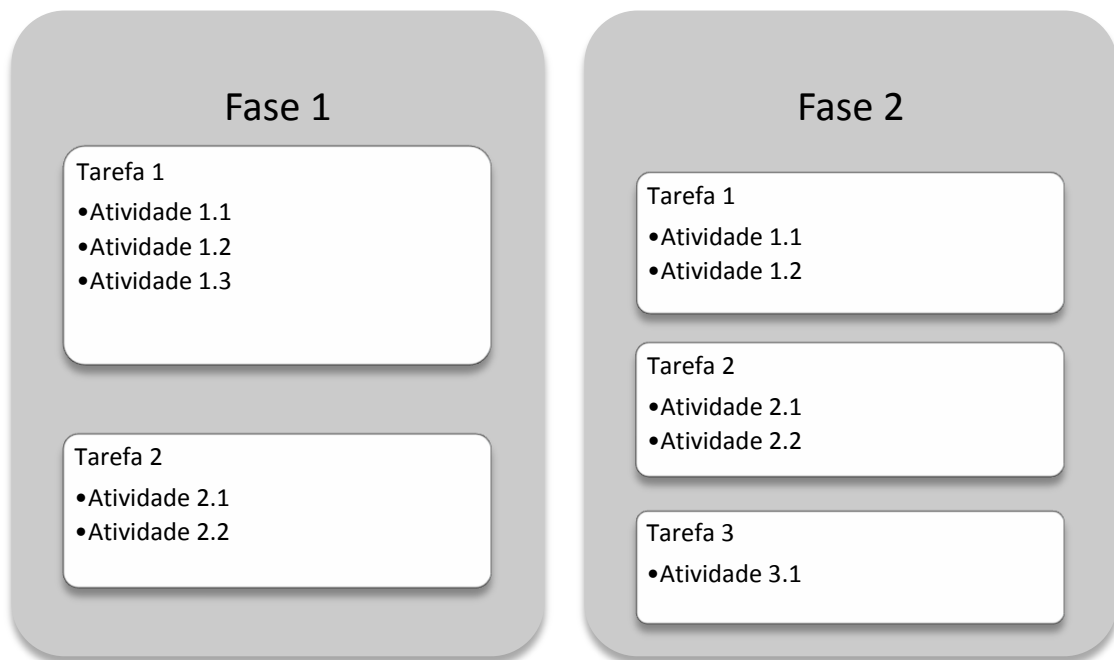 Fase 1
Tarefa 1
•Atividade 1.1
•Atividade 1.2
•Atividade 1.3
Tarefa 2
•Atividade 2.1
•Atividade 2.2
Fase 2
Tarefa 1
•Atividade 1.1
•Atividade 1.2
Tarefa 2
•Atividade 2.1
•Atividade 2.2
Tarefa 3
•Atividade 3.1